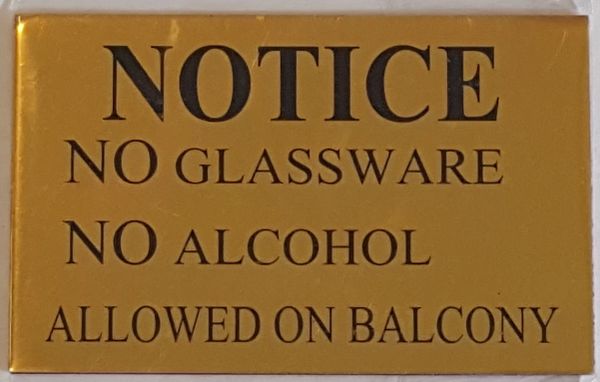 NOTICE
NO GLASSWARE
NO ALCOHOL
ALLOWED ON BALCONY